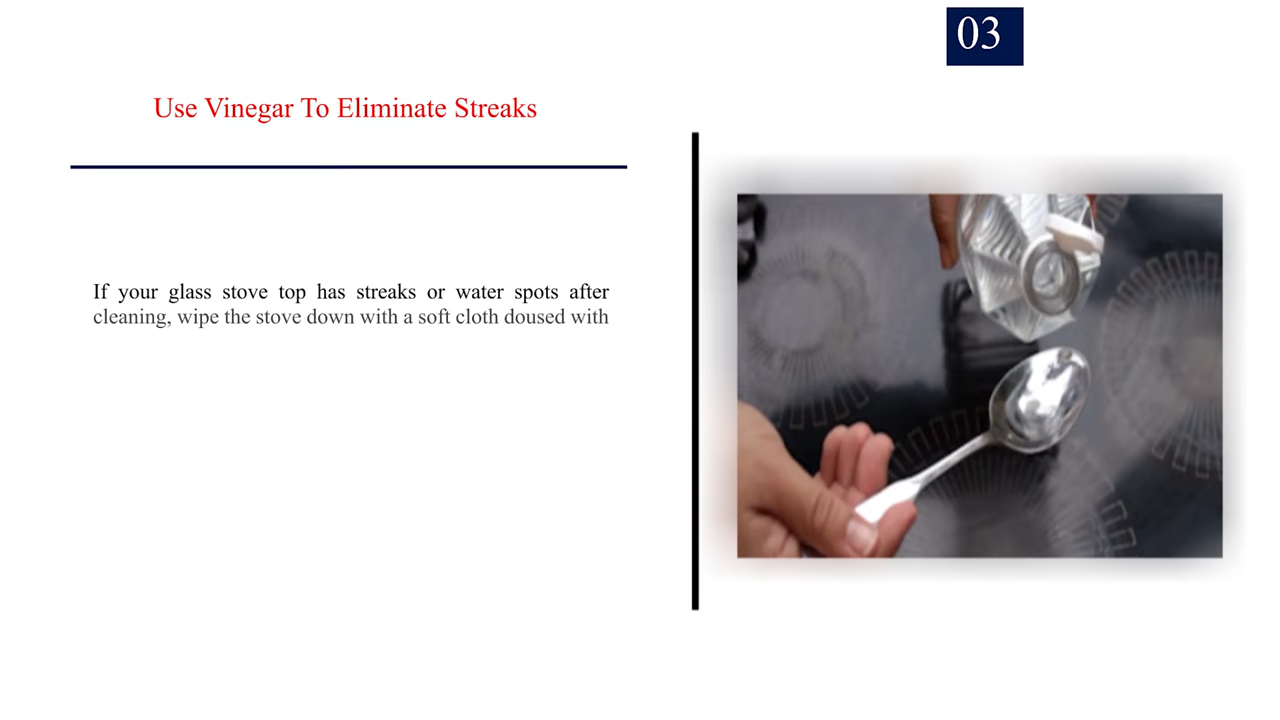 03
Use Vinegar To Eliminate Streaks
If your glass stove top has streaks or water spots after
cleaning, wipe the stove down with a soft cloth doused with